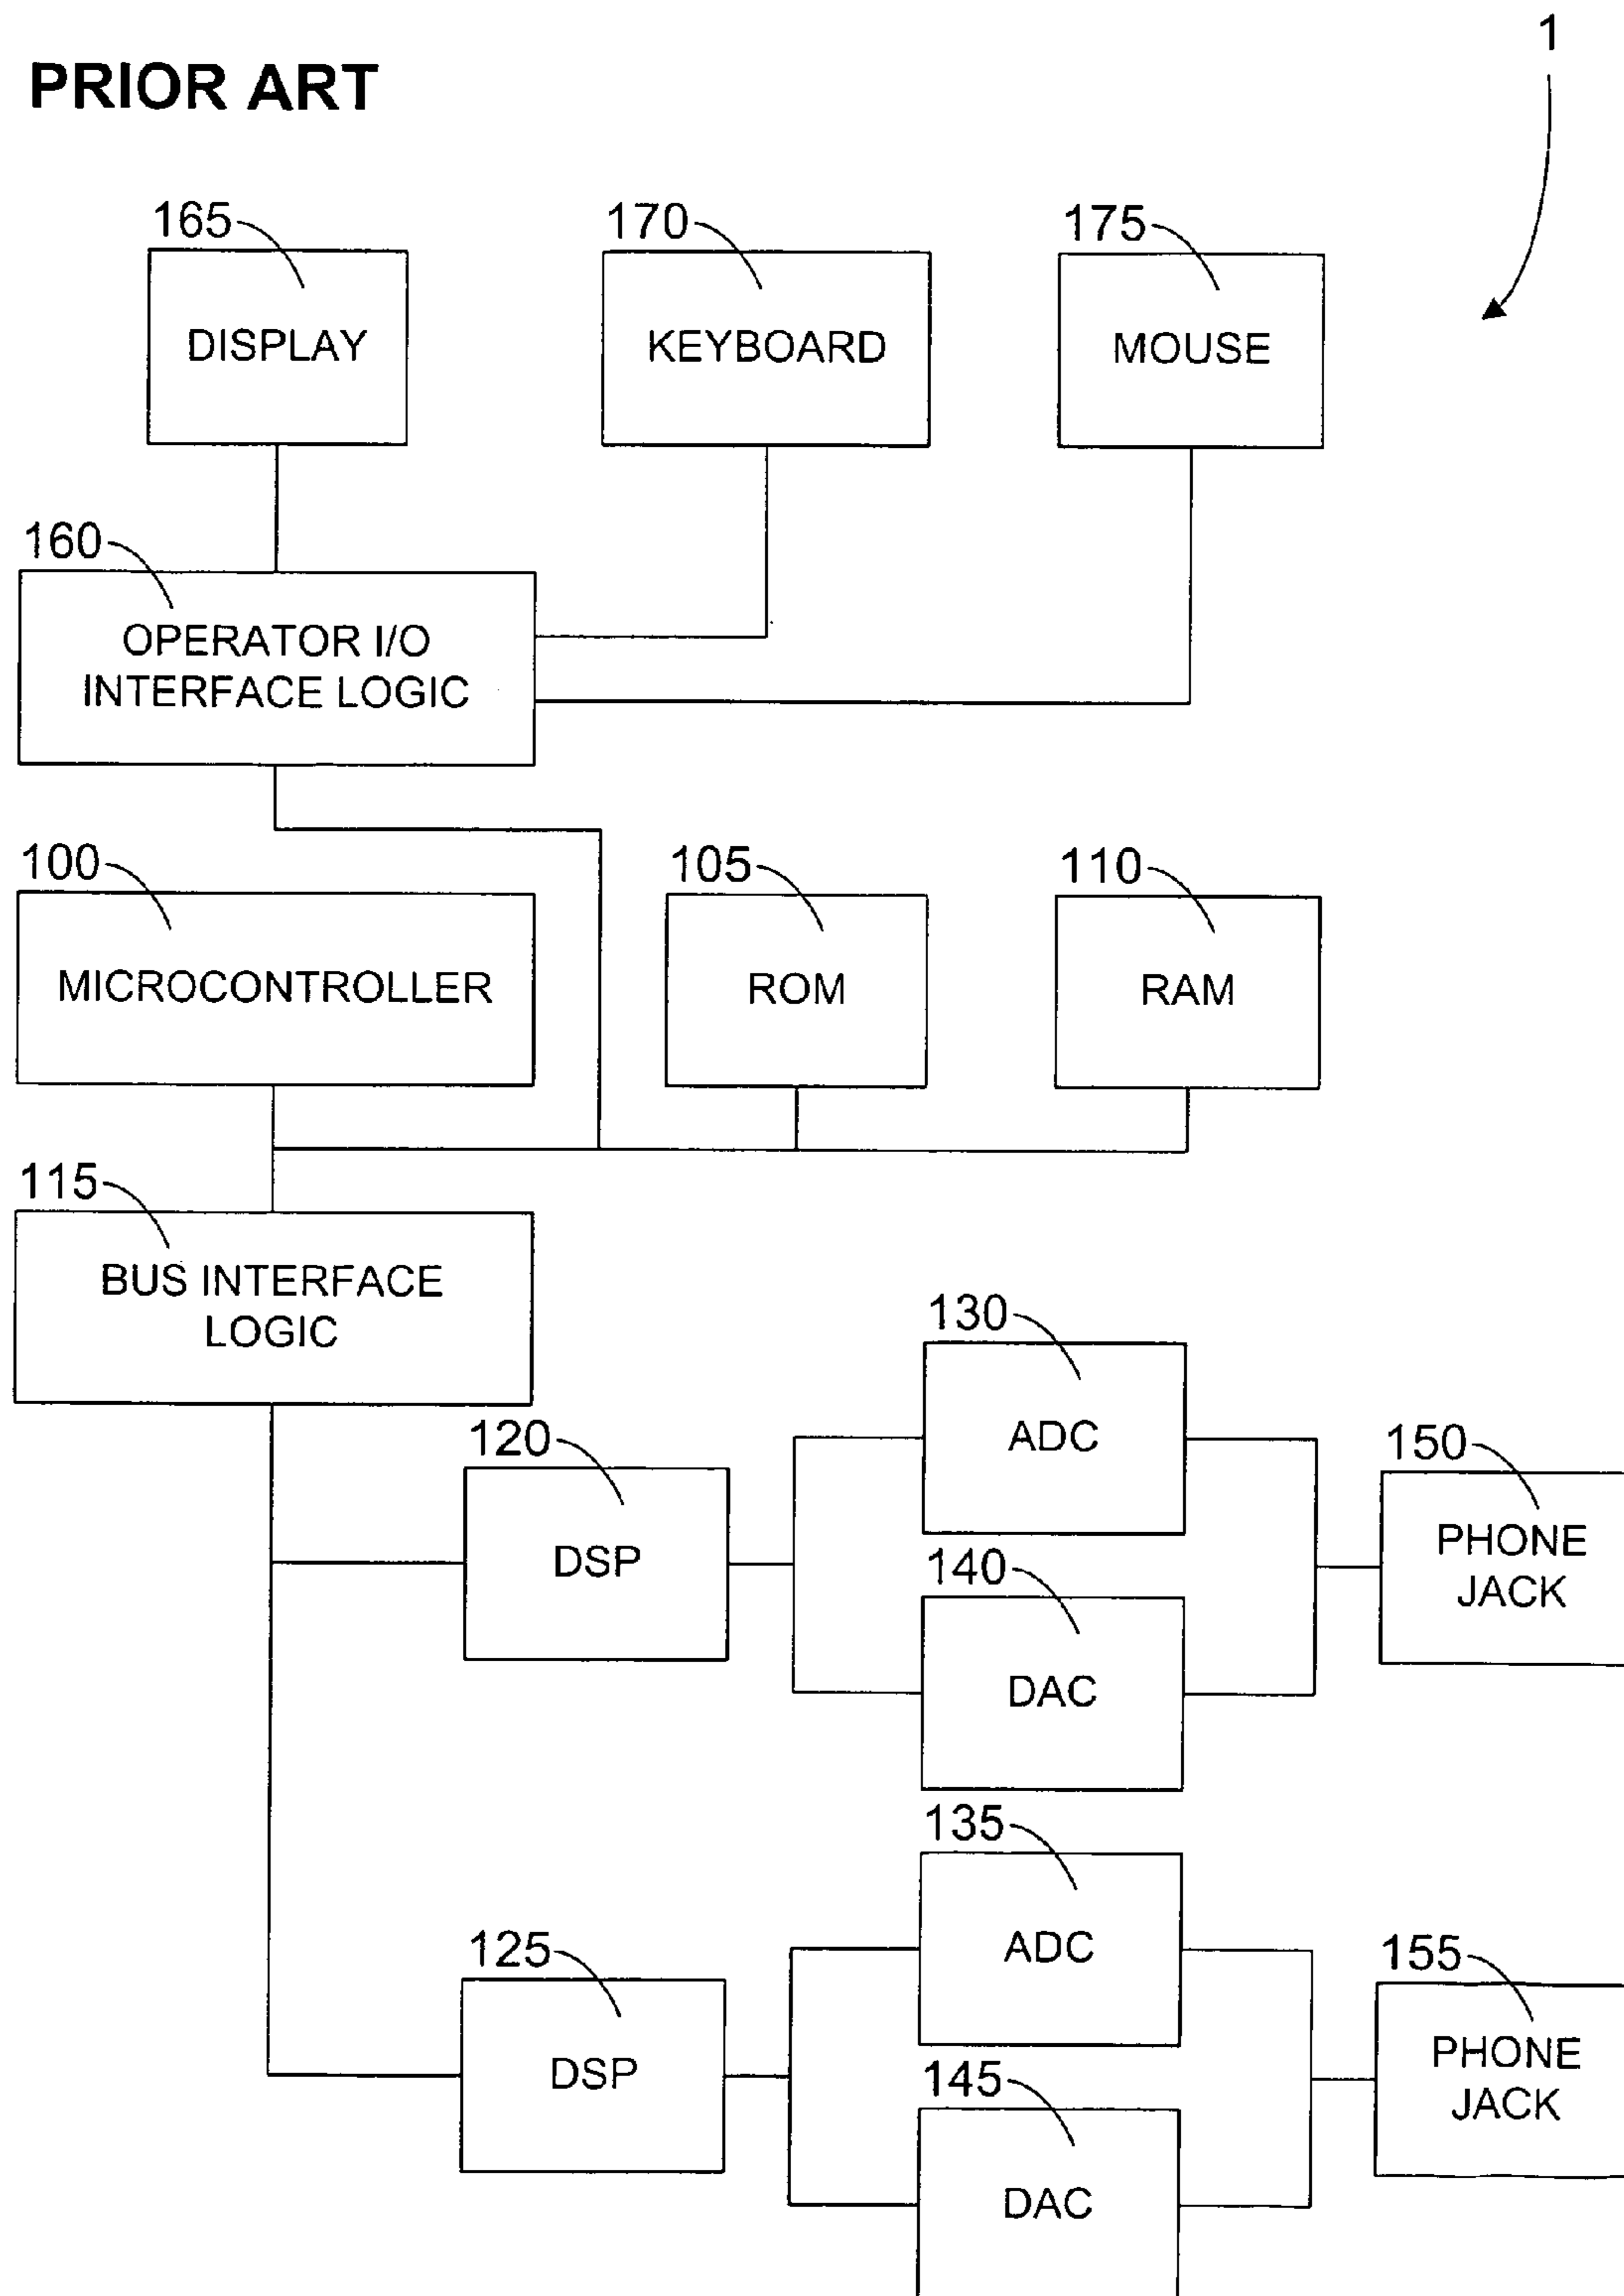 1
PRIOR ART
165
170
175
DISPLAY
KEYBOARD
MOUSE
160
OPERATOR I/O
INTERFACE LOGIC
100
105
110
MICROCONTROLLER
ROM
RAM
115
BUS INTERFACE
LOGIC
130
ADC
120
150
DSP
PHONE
JACK
140
DAC
135
ADC
125
155
DSP
PHONE
JACK
145
DAC